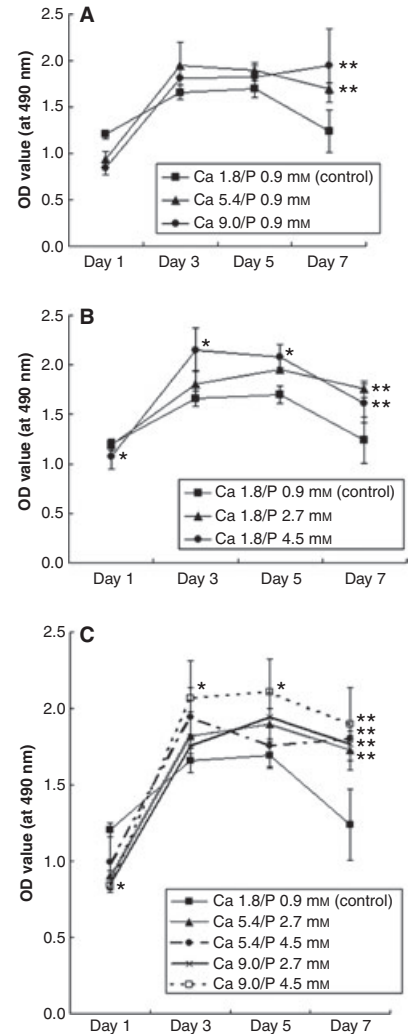 A
OD value (at 490 nm)
2.5
2.0
1.5
1.0
0.5
0.0
**
**
Ca 1.8/P 0.9 mM (control)
Ca 5.4/P 0.9 mM
Ca 9.0/P 0.9 mM
Day 1 Day 3 Day 5 Day 7
B
OD value (at 490 nm)
2.5
2.0
1.5
1.0
0.5
0.0
*
*
*
**
**
Ca 1.8/P 0.9 mM (control)
Ca 1.8/P 2.7 mM
Ca 1.8/P 4.5 mM
Day 1 Day 3 Day 5 Day 7
C
OD value (at 490 nm)
2.5
2.0
1.5
1.0
0.5
0.0
*
*
*
**
**
**
**
Ca 1.8/P 0.9 mM (control)
Ca 5.4/P 2.7 mM
Ca 5.4/P 4.5 mM
Ca 9.0/P 2.7 mM
Ca 9.0/P 4.5 mM
Day 1 Day 3 Day 5 Day 7